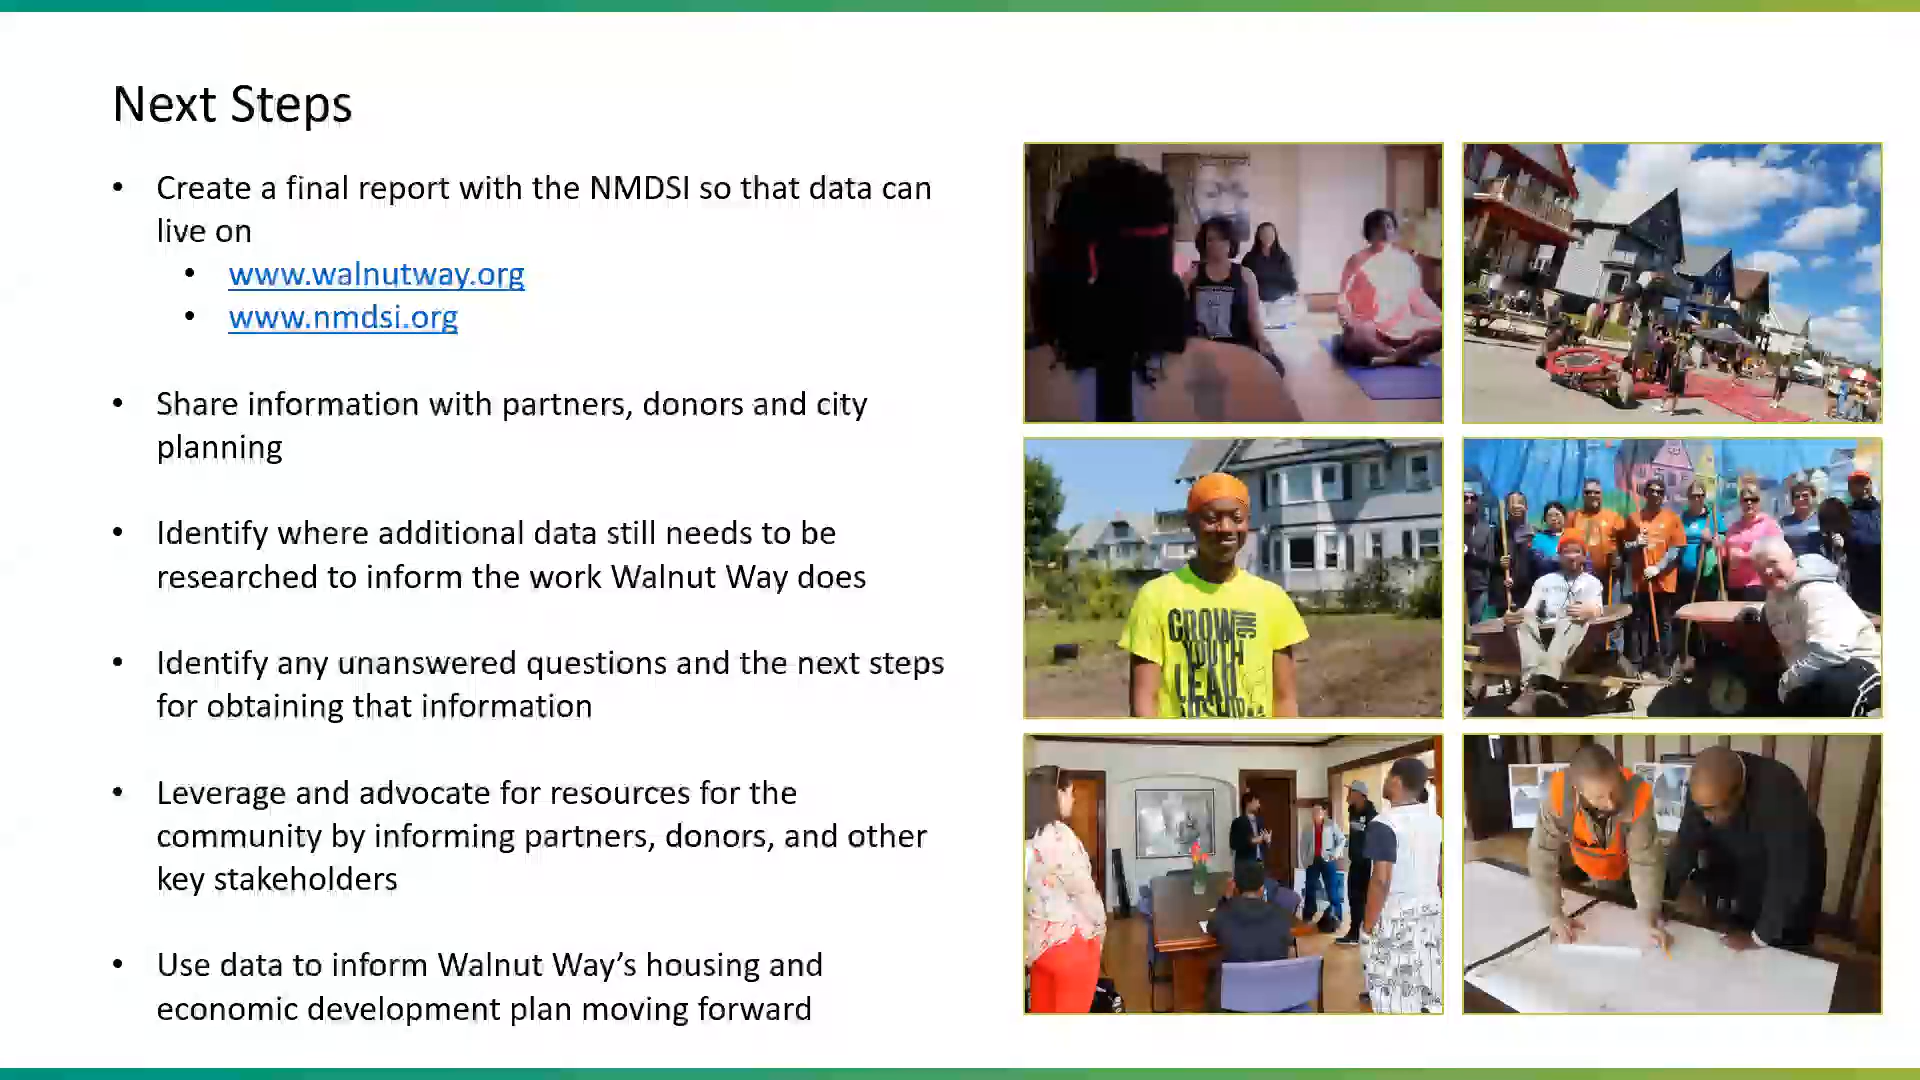 Next Steps
• Create a final report with the NMDSI so that data can
live on
• www.walnutway.org
• www.nmdsi.org
• Share information with partners, donors and city
planning
• Identify where additional data still needs to be
researched to inform the work Walnut Way does
• Identify any unanswered questions and the next steps
for obtaining that information
• Leverage and advocate for resources for the
community by informing partners, donors, and other
key stakeholders
• Use data to inform Walnut Way’s housing and
economic development plan moving forward
GROW
ING
YOUTH
LEAD